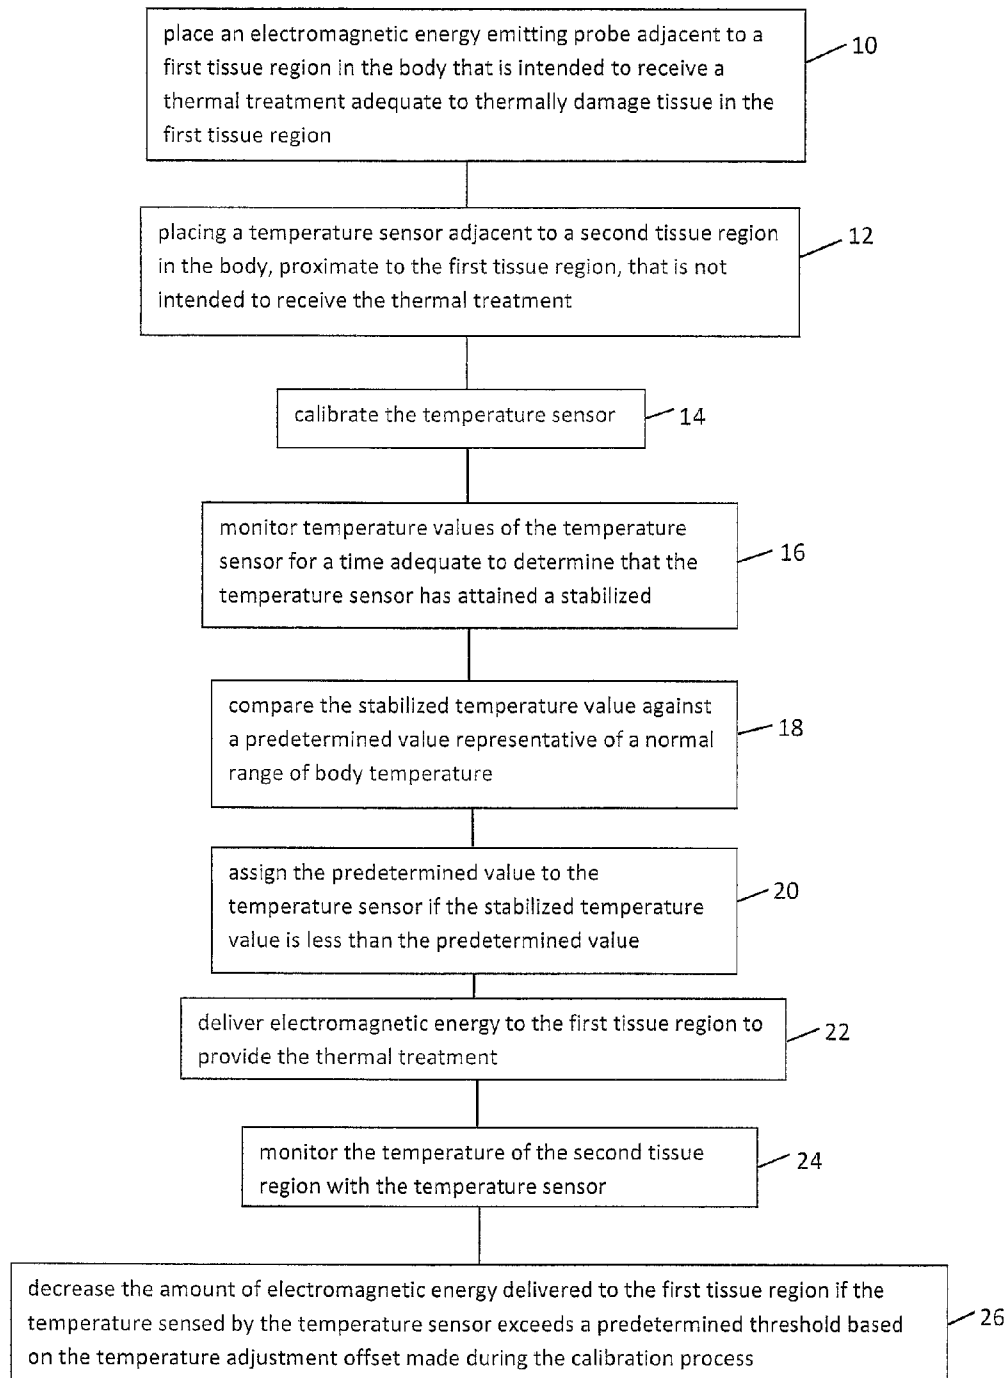 place an electromagnetic energy emitting probe adjacent to a
first tissue region in the body that is intended to receive a
thermal treatment adequate to thermally damage tissue in the
first tissue region
10
placing a temperature sensor adjacent to a second tissue region
in the body, proximate to the first tissue region, that is not
intended to receive the thermal treatment
12
calibrate the temperature sensor
14
monitor temperature values of the temperature
sensor for a time adequate to determine that the
temperature sensor has attained a stabilized
16
compare the stabilized temperature value against
a predetermined value representative of a normal
range of body temperature
18
assign the predetermined value to the
temperature sensor if the stabilized temperature
value is less than the predetermined value
20
deliver electromagnetic energy to the first tissue region to
provide the thermal treatment
22
monitor the temperature of the second tissue
region with the temperature sensor
24
decrease the amount of electromagnetic energy delivered to the first tissue region if the
temperature sensed by the temperature sensor exceeds a predetermined threshold based
on the temperature adjustment offset made during the calibration process
26